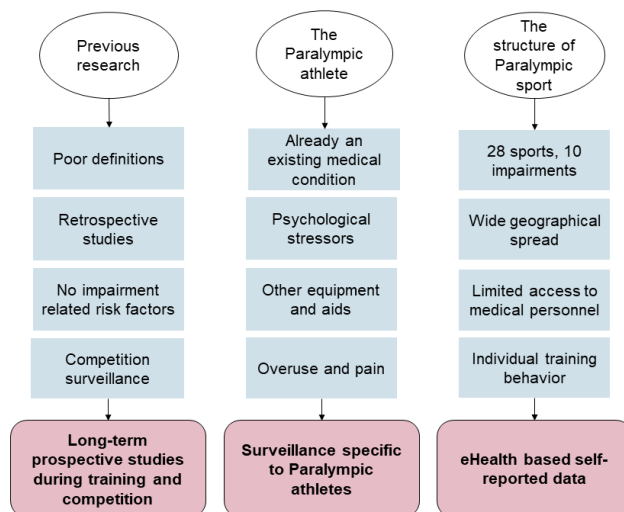 Previous
research
Poor definitions
Retrospective
studies
No impairment
related risk factors
Competition
surveillance
Long-term
prospective studies
during training and
competition
The
Paralympic
athlete
Already an
existing medical
condition
Psychological
stressors
Other equipment
and aids
Overuse and pain
Surveillance specific
to Paralympic
athletes
The
structure of
Paralympic
sport
28 sports, 10
impairments
Wide geographical
spread
Limited access to
medical personnel
Individual training
behavior
eHealth based self-
reported data